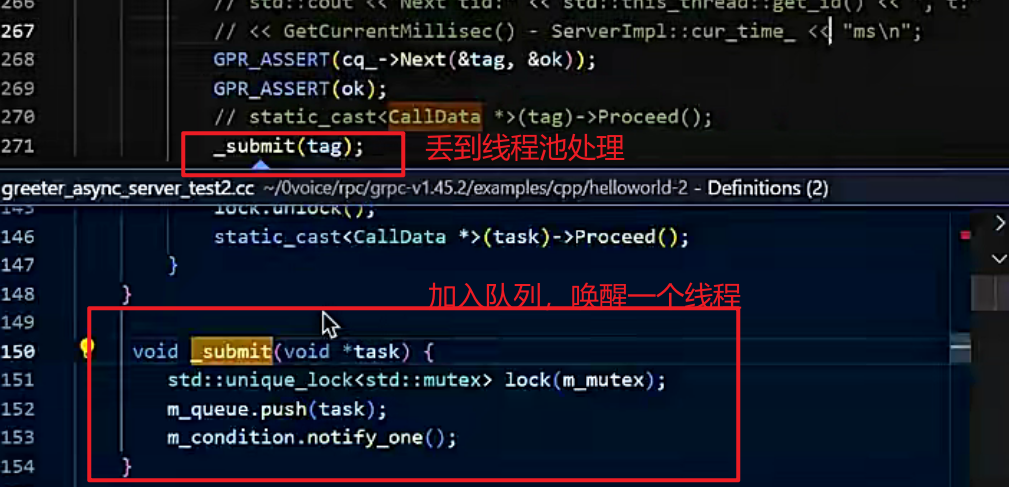 266 // std::cout << "Next tid: " << std::this_thread::get_id() << ", t:
267 // << GetCurrentMillisec() - ServerImpl::cur_time_ << "ms\n";
268 GPR_ASSERT(cq_->Next(&tag, &ok));
269 GPR_ASSERT(ok);
270 // static_cast<CallData *>(tag)->Proceed();
271 _submit(tag); 丢到线程池处理
greeter_async_server_test2.cc ~/0voice/rpc/grpc-v1.45.2/examples/cpp/helloworld-2 - Definitions (2)
145 lock.unlock();
146 static_cast<CallData *>(task)->Proceed();
147 }
148 } 加入队列，唤醒一个线程
149
150 void _submit(void *task) {
151 std::unique_lock<std::mutex> lock(m_mutex);
152 m_queue.push(task);
153 m_condition.notify_one();
154 }